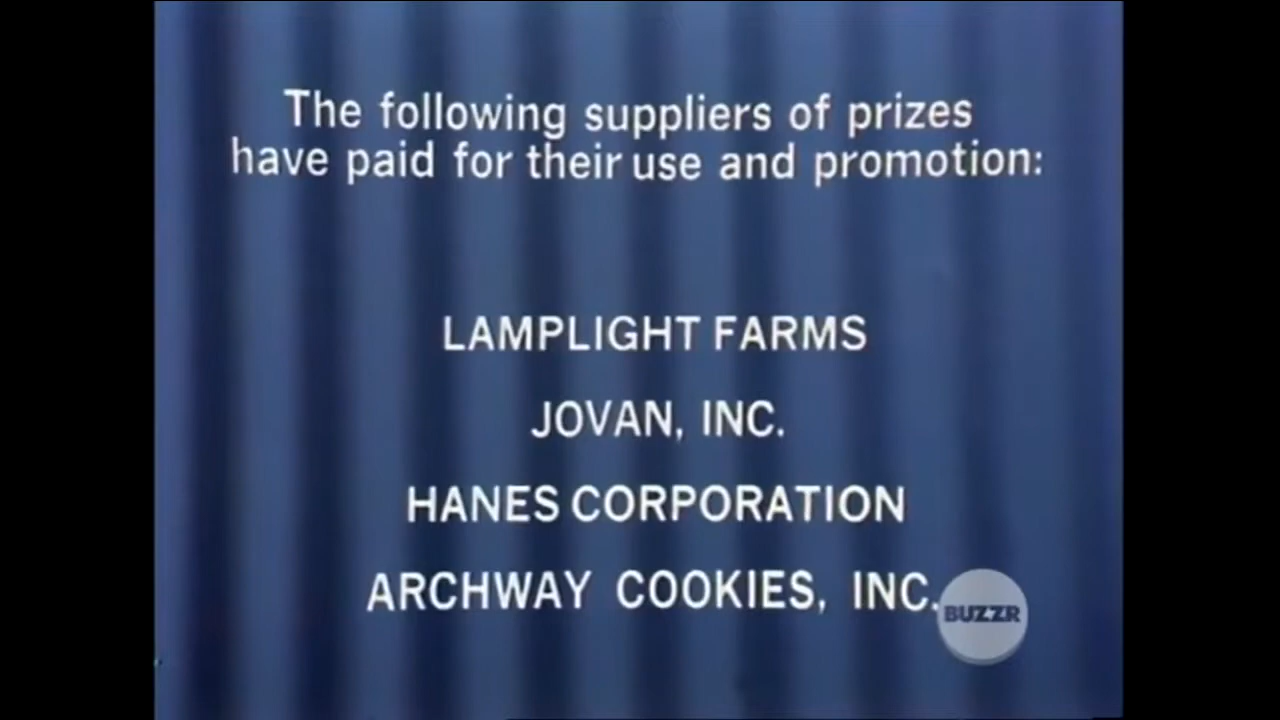 The following suppliers of prizes
have paid for their use and promotion:
LAMPLIGHT FARMS
JOVAN, INC.
HANES CORPORATION
ARCHWAY COOKIES, INC.
BUZZR